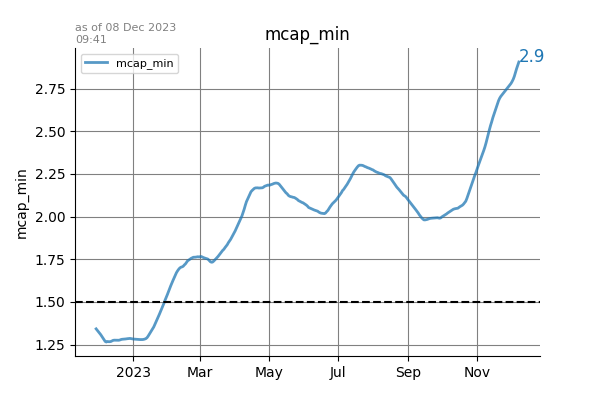 as of 08 Dec 2023
09:41
mcap_min
mcap_min
2.9
mcap_min
2.75
2.50
2.25
2.00
1.75
1.50
1.25
2023 Mar May Jul Sep Nov